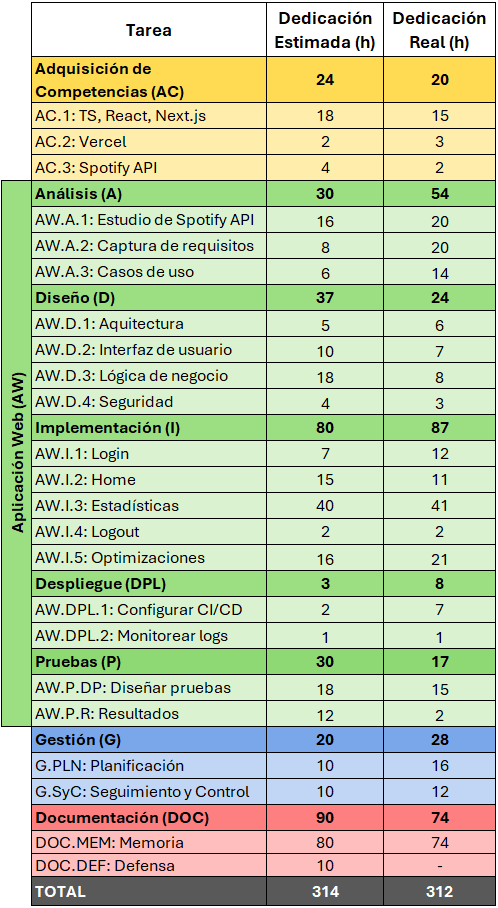 Tarea Dedicación Estimada (h) Dedicación Real (h)
Adquisición de Competencias (AC) 24 20
AC.1: TS, React, Next.js 18 15
AC.2: Vercel 2 3
AC.3: Spotify API 4 2
Aplicación Web (AW)
Análisis (A) 30 54
AW.A.1: Estudio de Spotify API 16 20
AW.A.2: Captura de requisitos 8 20
AW.A.3: Casos de uso 6 14
Diseño (D) 37 24
AW.D.1: Aquitectura 5 6
AW.D.2: Interfaz de usuario 10 7
AW.D.3: Lógica de negocio 18 8
AW.D.4: Seguridad 4 3
Implementación (I) 80 87
AW.I.1: Login 7 12
AW.I.2: Home 15 11
AW.I.3: Estadísticas 40 41
AW.I.4: Logout 2 2
AW.I.5: Optimizaciones 16 21
Despliegue (DPL) 3 8
AW.DPL.1: Configurar CI/CD 2 7
AW.DPL.2: Monitorear logs 1 1
Pruebas (P) 30 17
AW.P.DP: Diseñar pruebas 18 15
AW.P.R: Resultados 12 2
Gestión (G) 20 28
G.PLN: Planificación 10 16
G.SyC: Seguimiento y Control 10 12
Documentación (DOC) 90 74
DOC.MEM: Memoria 80 74
DOC.DEF: Defensa 10 -
TOTAL 314 312